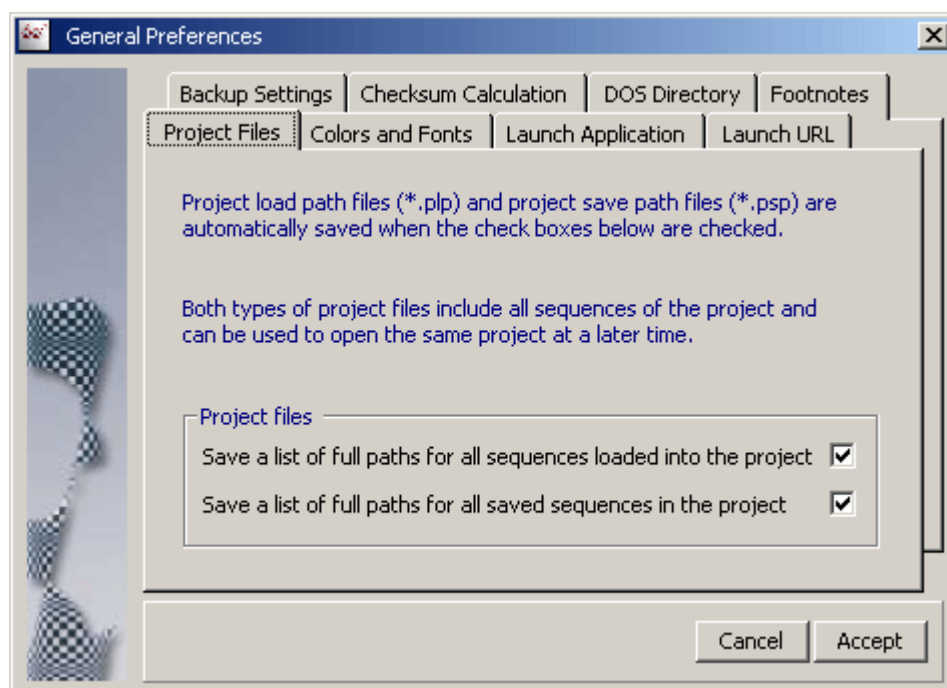 General Preferences
Backup Settings
Checksum Calculation
DOS Directory
Footnotes
Project Files
Colors and Fonts
Launch Application
Launch URL
Project load path files (*.plp) and project save path files (*.psp) are
automatically saved when the check boxes below are checked.
Both types of project files include all sequences of the project and
can be used to open the same project at a later time.
Project files
Save a list of full paths for all sequences loaded into the project
Save a list of full paths for all saved sequences in the project
Cancel
Accept